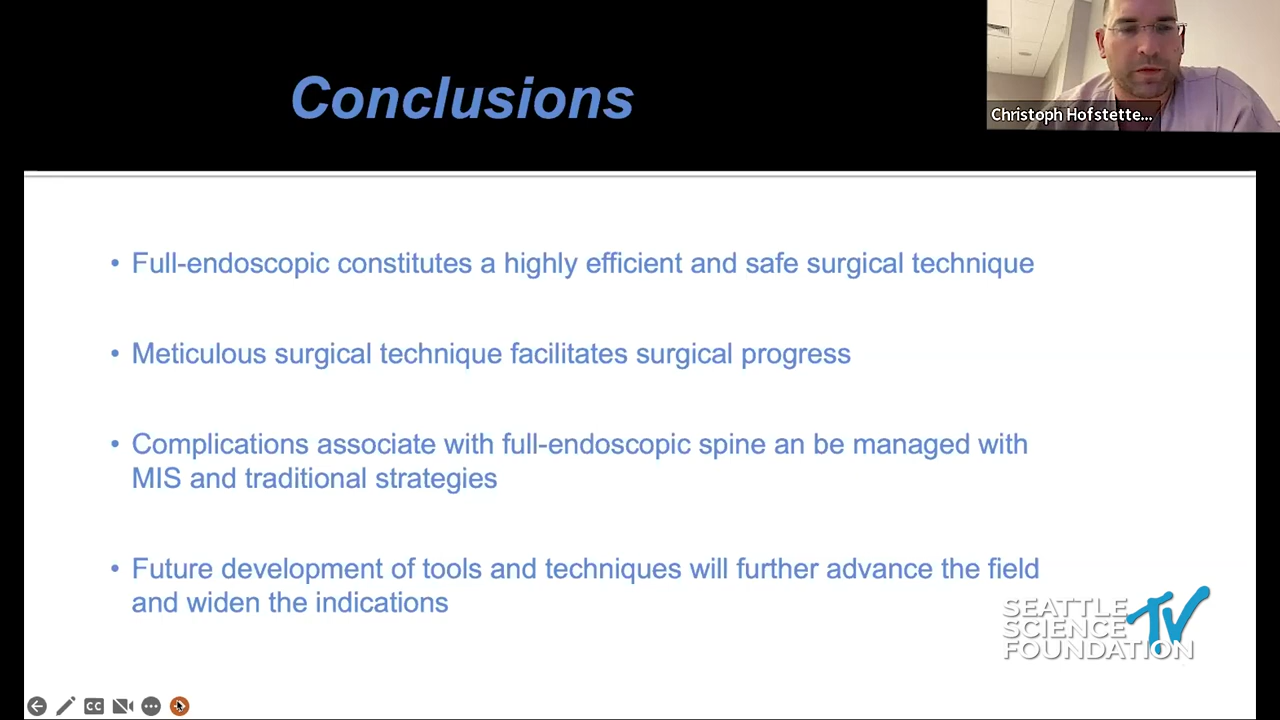 Conclusions
Christoph Hofstette...
• Full-endoscopic constitutes a highly efficient and safe surgical technique
• Meticulous surgical technique facilitates surgical progress
• Complications associate with full-endoscopic spine an be managed with
MIS and traditional strategies
• Future development of tools and techniques will further advance the field
and widen the indications
SEATTLE
SCIENCE
FOUNDATION
TV
CC